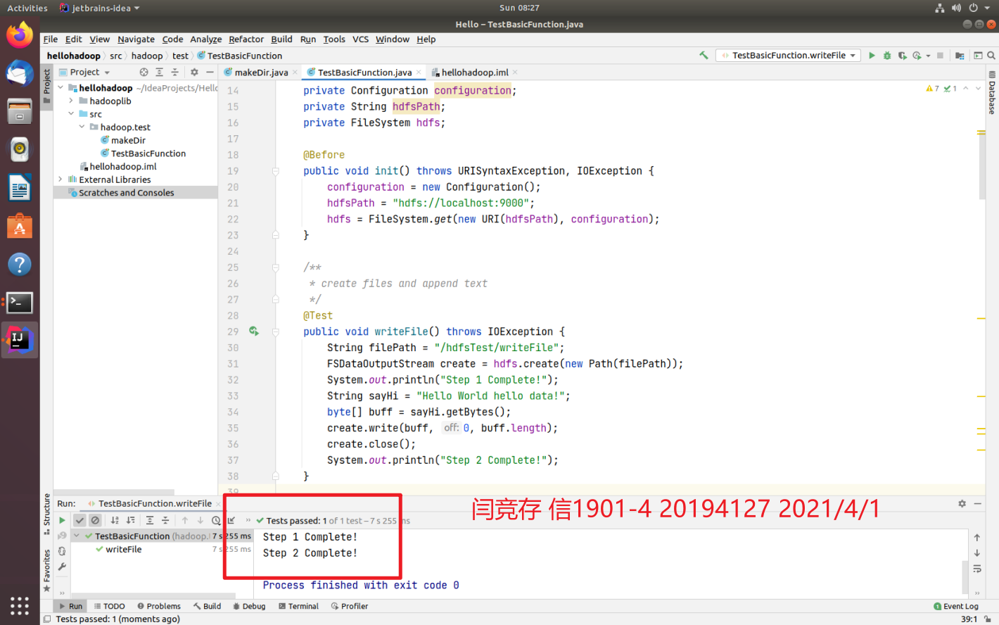 Activities jetbrains-idea Sun 08:27
Hello – TestBasicFunction.java
File Edit View Navigate Code Analyze Refactor Build Run Tools VCS Window Help
hellohadoop src hadoop test TestBasicFunction TestBasicFunction.writeFile
Project makeDir.java TestBasicFunction.java hellohadoop.iml
Project
Database
Structure
Favorites
hellohadoop ~/IdeaProjects/Hello
hadooplib
src
hadoop.test
makeDir
TestBasicFunction
hellohadoop.iml
External Libraries
Scratches and Consoles
7 1
14 private Configuration configuration;
15 private String hdfsPath;
16 private FileSystem hdfs;
17
18 @Before
19 public void init() throws URISyntaxException, IOException {
20 configuration = new Configuration();
21 hdfsPath = "hdfs://localhost:9000";
22 hdfs = FileSystem.get(new URI(hdfsPath), configuration);
23 }
24
25 /**
26 * create files and append text
27 */
28 @Test
29 public void writeFile() throws IOException {
30 String filePath = "/hdfsTest/writeFile";
31 FSDataOutputStream create = hdfs.create(new Path(filePath));
32 System.out.println("Step 1 Complete!");
33 String sayHi = "Hello World hello data!";
34 byte[] buff = sayHi.getBytes();
35 create.write(buff, off: 0, buff.length);
36 create.close();
37 System.out.println("Step 2 Complete!");
38 }
39
Run: TestBasicFunction.writeFile
闫竞存 信1901-4 20194127 2021/4/1
Tests passed: 1 of 1 test – 7 s 255 ms
TestBasicFunction (hadoop. 7 s 255 ms
writeFile 7 s 255 ms
Step 1 Complete!
Step 2 Complete!
Process finished with exit code 0
Run TODO Problems Build Debug Terminal Profiler 1 Event Log
Tests passed: 1 (moments ago) 39:1